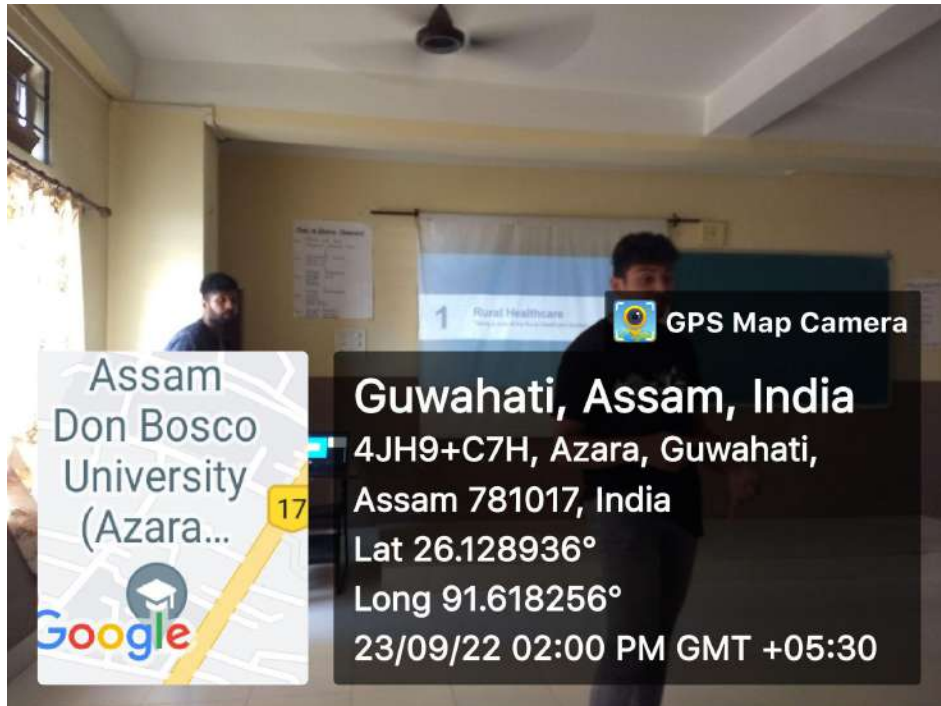 1
Rural Healthcare
GPS Map Camera
Assam
Don Bosco
University
(Azara...
17
Google
Guwahati, Assam, India
4JH9+C7H, Azara, Guwahati,
Assam 781017, India
Lat 26.128936°
Long 91.618256°
23/09/22 02:00 PM GMT +05:30